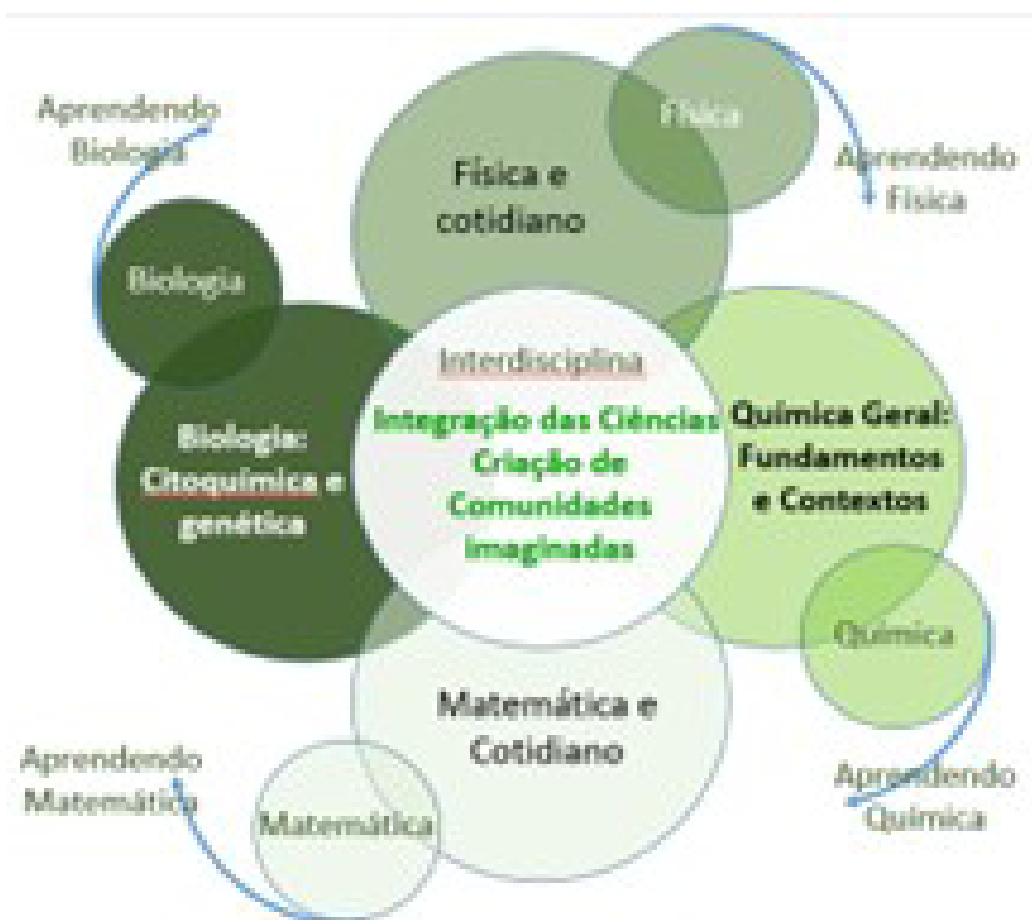 Aprendendo
Biologia
Física
Aprendendo
Física
Física e
cotidiano
Biologia
Interdisciplina
Integração das Ciências
Criação de
Comunidades
imaginadas
Biologia:
Citoquímica e
genética
Química Geral:
Fundamentos
e Contextos
Química
Matemática e
Cotidiano
Aprendendo
Matemática
Matemática
Aprendendo
Química